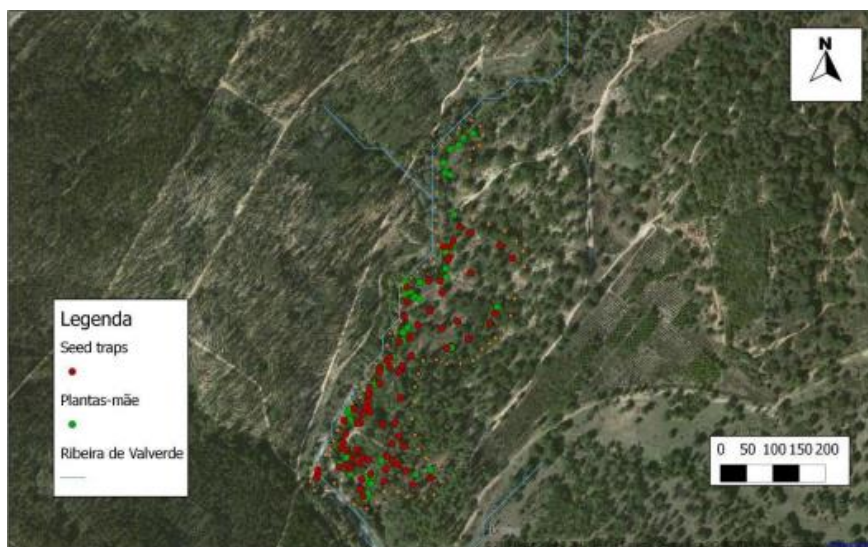 N
Legenda
Seed traps
Plantas-mãe
Ribeira de Valverde
0 50 100 150 200